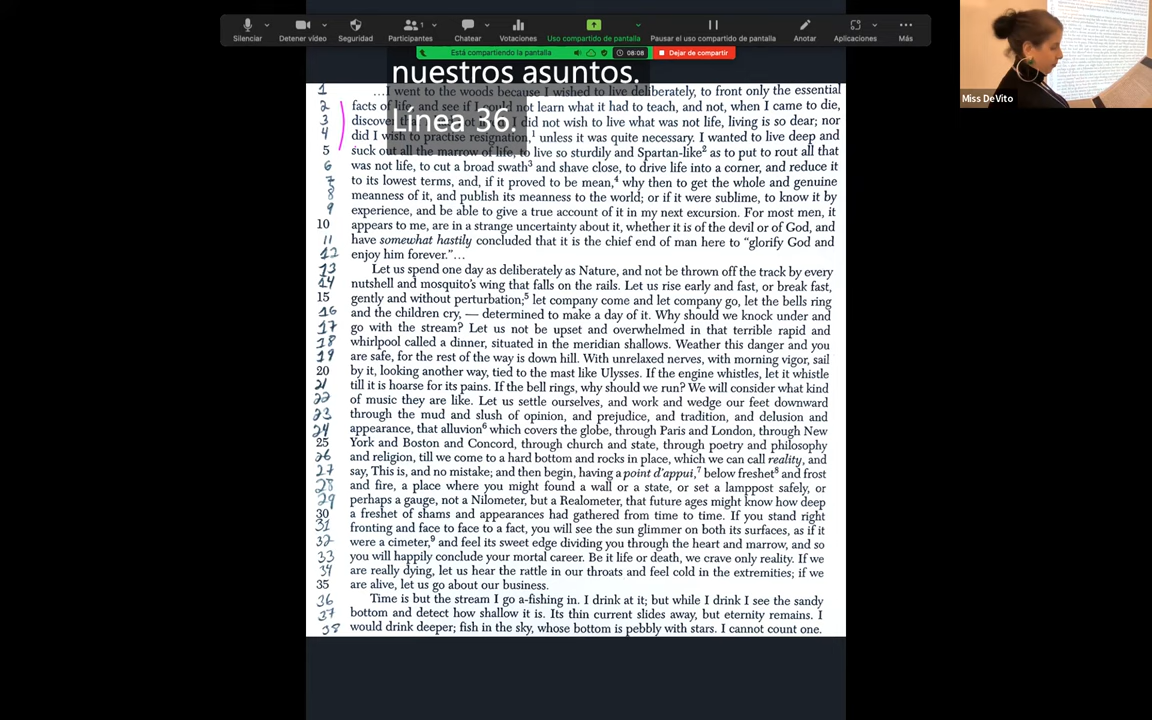 Silenciar
Detener video
Seguridad
1
Participantes
Chatear
Votaciones
Uso compartido de pantalla
Pausar el uso compartido de pantalla
Anotar
Aplicaciones
Más
Está compartiendo la pantalla
08:08
Dejar de compartir
nuestros asuntos.
Línea 36.
Miss DeVito
1 went to the woods because I wished to live deliberately, to front only the essential
2 facts of life, and see if I could not learn what it had to teach, and not, when I came to die,
3 discover that I had not lived. I did not wish to live what was not life, living is so dear; nor
4 did I wish to practise resignation,¹ unless it was quite necessary. I wanted to live deep and
5 suck out all the marrow of life, to live so sturdily and Spartan-like² as to put to rout all that
6 was not life, to cut a broad swath³ and shave close, to drive life into a corner, and reduce it
7 to its lowest terms, and, if it proved to be mean,⁴ why then to get the whole and genuine
8 meanness of it, and publish its meanness to the world; or if it were sublime, to know it by
9 experience, and be able to give a true account of it in my next excursion. For most men, it
10 appears to me, are in a strange uncertainty about it, whether it is of the devil or of God, and
11 have somewhat hastily concluded that it is the chief end of man here to “glorify God and
12 enjoy him forever.”...
13 Let us spend one day as deliberately as Nature, and not be thrown off the track by every
14 nutshell and mosquito's wing that falls on the rails. Let us rise early and fast, or break fast,
15 gently and without perturbation;⁵ let company come and let company go, let the bells ring
16 and the children cry, — determined to make a day of it. Why should we knock under and
17 go with the stream? Let us not be upset and overwhelmed in that terrible rapid and
18 whirlpool called a dinner, situated in the meridian shallows. Weather this danger and you
19 are safe, for the rest of the way is down hill. With unrelaxed nerves, with morning vigor, sail
20 by it, looking another way, tied to the mast like Ulysses. If the engine whistles, let it whistle
21 till it is hoarse for its pains. If the bell rings, why should we run? We will consider what kind
22 of music they are like. Let us settle ourselves, and work and wedge our feet downward
23 through the mud and slush of opinion, and prejudice, and tradition, and delusion and
24 appearance, that alluvion⁶ which covers the globe, through Paris and London, through New
25 York and Boston and Concord, through church and state, through poetry and philosophy
26 and religion, till we come to a hard bottom and rocks in place, which we can call reality, and
27 say, This is, and no mistake; and then begin, having a point d'appui,⁷ below freshet⁸ and frost
28 and fire, a place where you might found a wall or a state, or set a lamppost safely, or
29 perhaps a gauge, not a Nilometer, but a Realometer, that future ages might know how deep
30 a freshet of shams and appearances had gathered from time to time. If you stand right
31 fronting and face to face to a fact, you will see the sun glimmer on both its surfaces, as if it
32 were a cimeter,⁹ and feel its sweet edge dividing you through the heart and marrow, and so
33 you will happily conclude your mortal career. Be it life or death, we crave only reality. If we
34 are really dying, let us hear the rattle in our throats and feel cold in the extremities; if we
35 are alive, let us go about our business.
36 Time is but the stream I go a-fishing in. I drink at it; but while I drink I see the sandy
37 bottom and detect how shallow it is. Its thin current slides away, but eternity remains. I
38 would drink deeper; fish in the sky, whose bottom is pebbly with stars. I cannot count one.